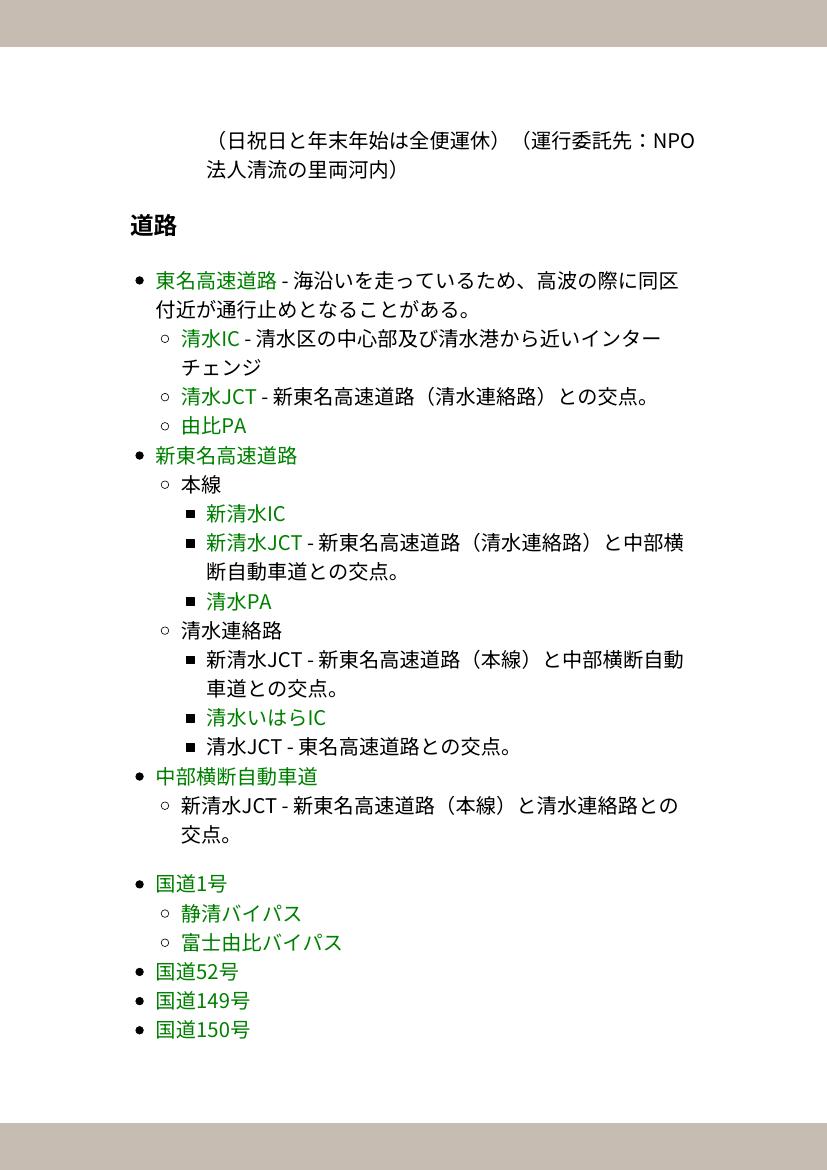 （日祝日と年末年始は全便運休）（運行委託先：NPO
法人清流の里両河内）
道路
東名高速道路 - 海沿いを走っているため、高波の際に同区
付近が通行止めとなることがある。
清水IC - 清水区の中心部及び清水港から近いインター
チェンジ
清水JCT - 新東名高速道路（清水連絡路）との交点。
由比PA
新東名高速道路
本線
新清水IC
新清水JCT - 新東名高速道路（清水連絡路）と中部横
断自動車道との交点。
清水PA
清水連絡路
新清水JCT - 新東名高速道路（本線）と中部横断自動
車道との交点。
清水いはらIC
清水JCT - 東名高速道路との交点。
中部横断自動車道
新清水JCT - 新東名高速道路（本線）と清水連絡路との
交点。
国道1号
静清バイパス
富士由比バイパス
国道52号
国道149号
国道150号